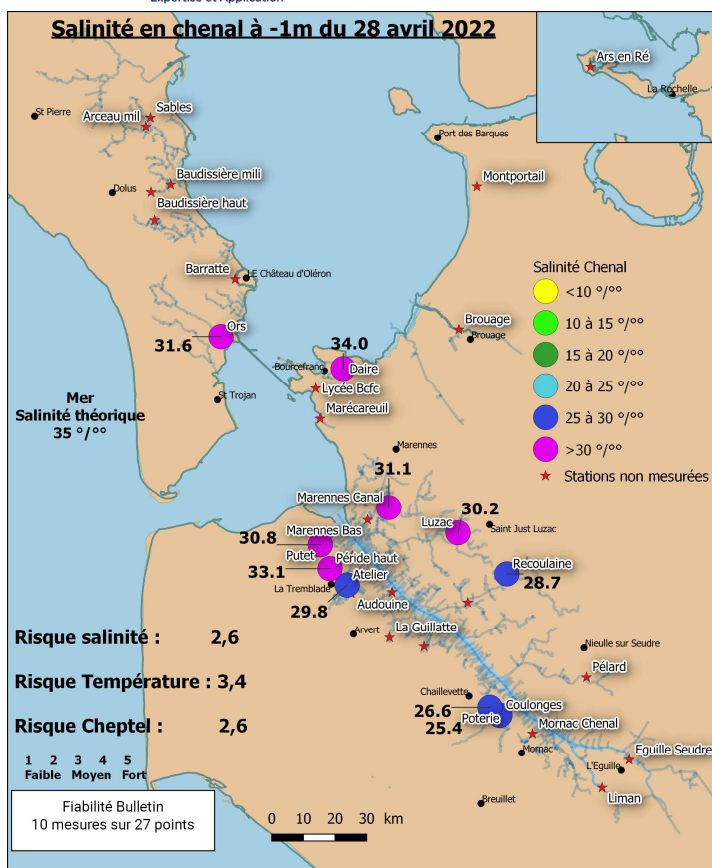 Expertise et Application
Salinité en chenal à -1m du 28 avril 2022
Ars en Ré
La Rochelle
St Pierre
Sables
Arceau mil
Port des Barques
Baudissière mili
Dolus
Baudissière haut
Montportail
Barratte
LE Château d'Oléron
Salinité Chenal
<10 °/°°
10 à 15 °/°°
15 à 20 °/°°
20 à 25 °/°°
25 à 30 °/°°
>30 °/°°
Stations non mesurées
Ors
31.6
Brouage
Brouage
34.0
Daire
Bourcefranc
Lycée Bcfc
Marécareuil
St Trojan
Mer
Salinité théorique
35 °/°°
Marennes
31.1
Marennes Canal
30.2
Luzac
Saint Just Luzac
Marennes Bas
30.8
Putet
Péride haut
33.1
Atelier
La Tremblade
29.8
Audouine
Recoulaine
28.7
Arvert
La Guillatte
Nieulle sur Seudre
Pélard
Risque salinité : 2,6
Risque Température : 3,4
Risque Cheptel : 2,6
1 2 3 4 5
Faible Moyen Fort
Chaillevette
26.6
Coulonges
25.4
Poterie
Mornac Chenal
Mornac
Eguille Seudre
L'Eguille
Liman
Breuillet
Fiabilité Bulletin
10 mesures sur 27 points
0 10 20 30 km